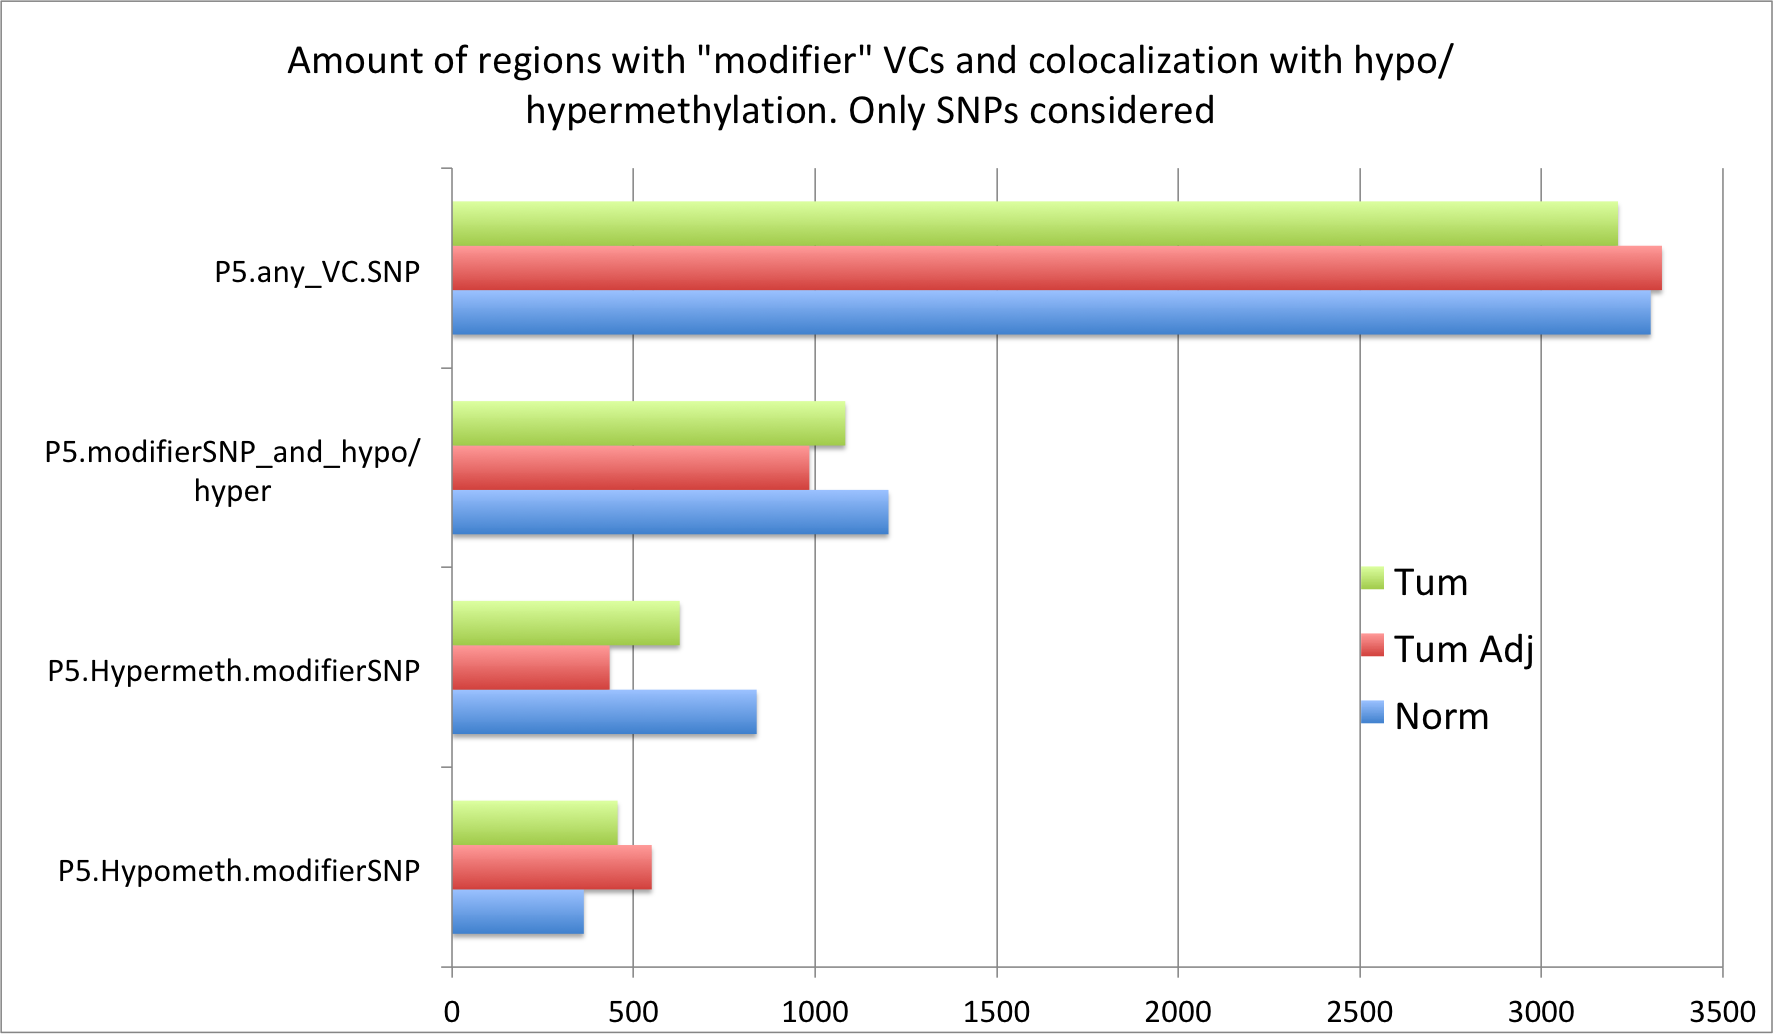 Amount of regions with "modifier" VCs and colocalization with hypo/
hypermethylation. Only SNPs considered
P5.any_VC.SNP
P5.modifierSNP_and_hypo/
hyper
P5.Hypermeth.modifierSNP
P5.Hypometh.modifierSNP
Tum
Tum Adj
Norm
0 500 1000 1500 2000 2500 3000 3500